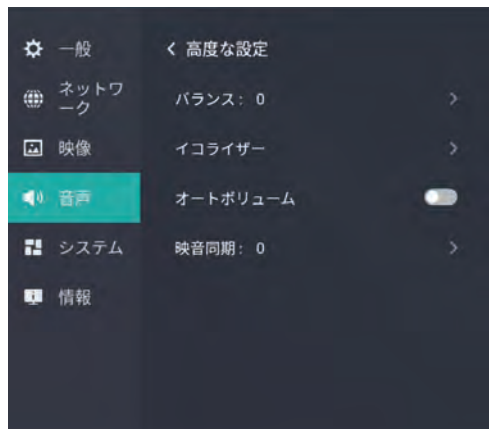 一般
ネットワ
ーク
映像
音声
システム
情報
高度な設定
バランス: 0
イコライザー
オートボリューム
映音同期: 0